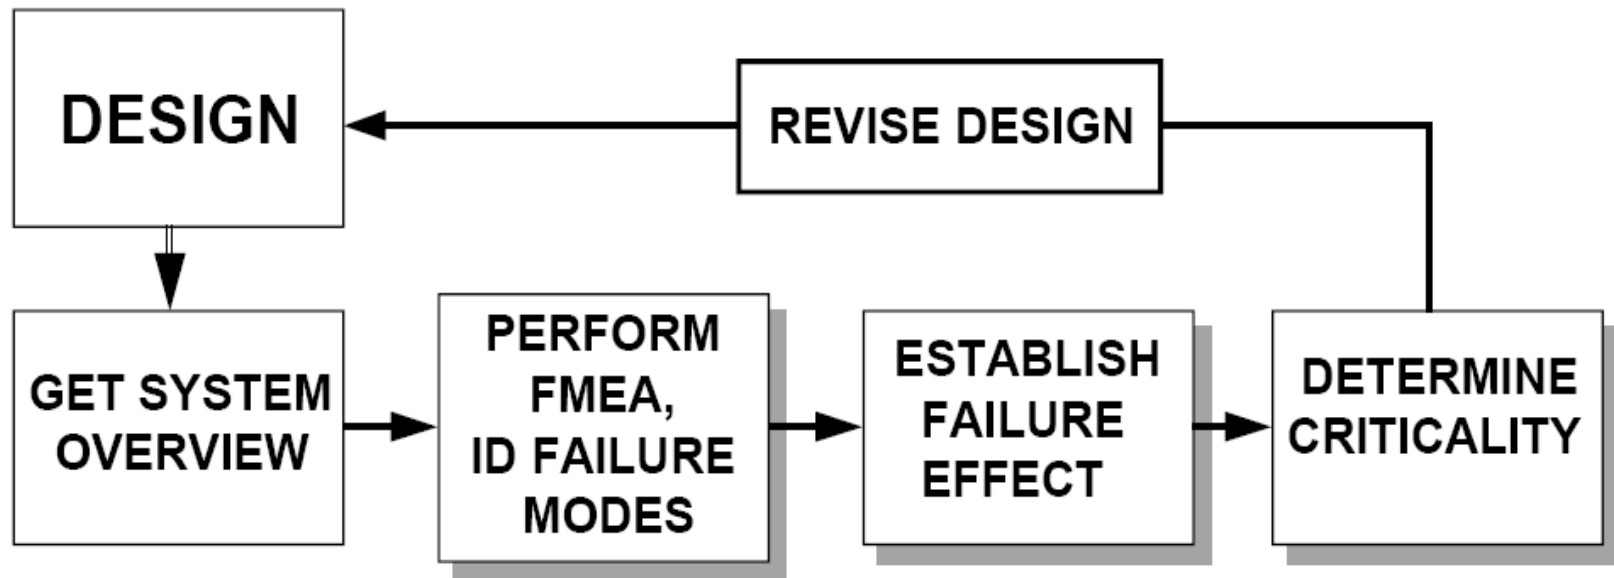 DESIGN
REVISE DESIGN
GET SYSTEM
OVERVIEW
PERFORM
FMEA,
ID FAILURE
MODES
ESTABLISH
FAILURE
EFFECT
DETERMINE
CRITICALITY